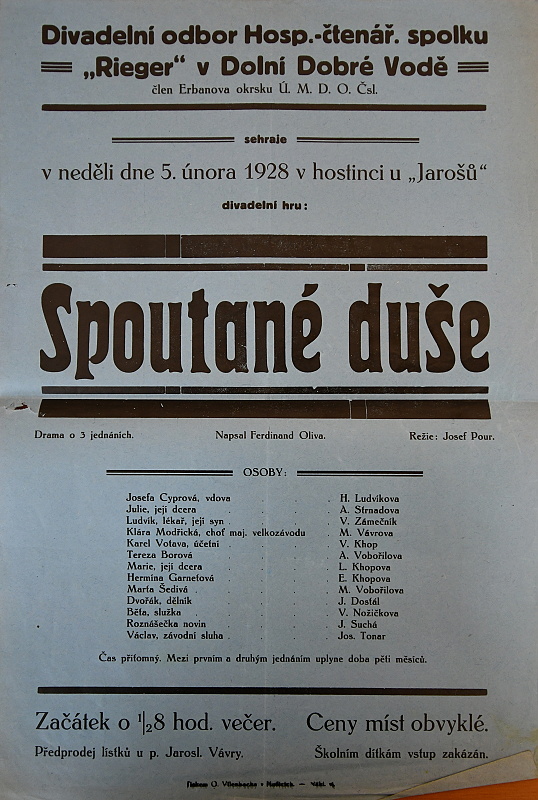 Divadelní odbor Hosp.-čtenář. spolku
„Rieger“ v Dolní Dobré Vodě
člen Erbanova okrsku Ú. M. D. O. Čsl.
sehraje
v neděli dne 5. února 1928 v hostinci u „Jarošů“
divadelní hru:
Spoutané duše
Drama o 3 jednáních. Napsal Ferdinand Oliva. Režie: Josef Pour.
OSOBY:
Josefa Cyprová, vdova . . . . H. Ludvíkova
Julie, její dcera . . . . A. Strnadova
Ludvík, lékař, její syn . . . . V. Zámečník
Klára Modřická, choť maj. velkozávodu . M. Vávrova
Karel Votava, účetní . . . . V. Khop
Tereza Borová . . . . A. Vobořilova
Marie, její dcera . . . . L. Khopova
Hermina Garnetová . . . . E. Khopova
Marta Šedivá . . . . M. Vobořilova
Dvořák, dělník . . . . J. Dostál
Běta, služka . . . . V. Nožičkova
Roznášečka novin . . . . J. Suchá
Václav, závodní sluha . . . . Jos. Tonar
Čas přítomný. Mezi prvním a druhým jednáním uplyne doba pěti měsíců.
Začátek o 1/2 8 hod. večer. Ceny míst obvyklé.
Předprodej lístků u p. Jarosl. Vávry. Školním dítkám vstup zakázán.
Tiskem O.